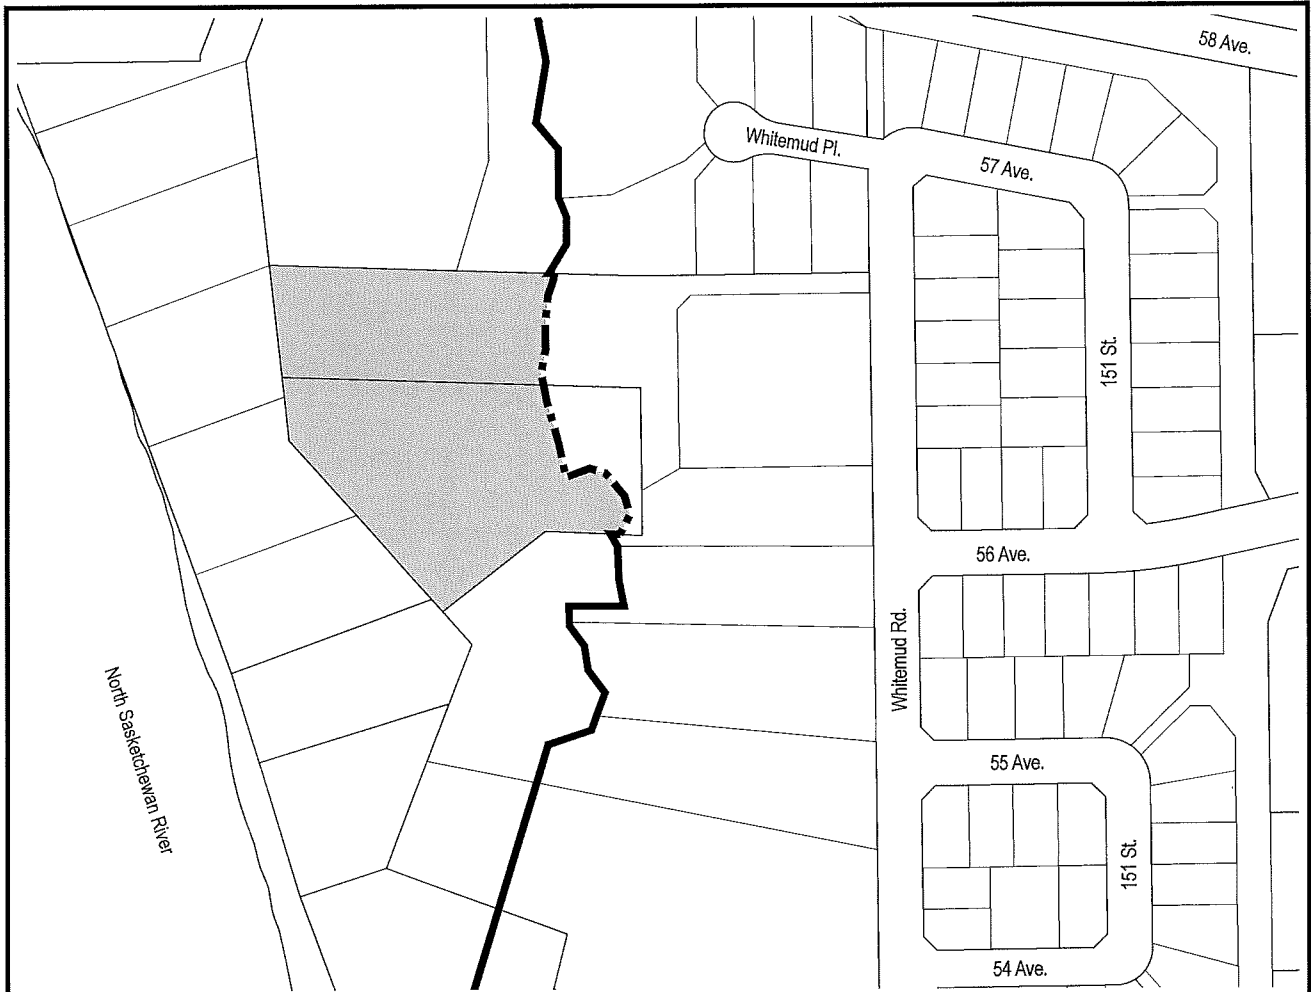 58 Ave.
Whitemud Pl.
57 Ave.
151 St.
56 Ave.
Whitemud Rd.
North Sasketchewan River
55 Ave.
151 St.
54 Ave.